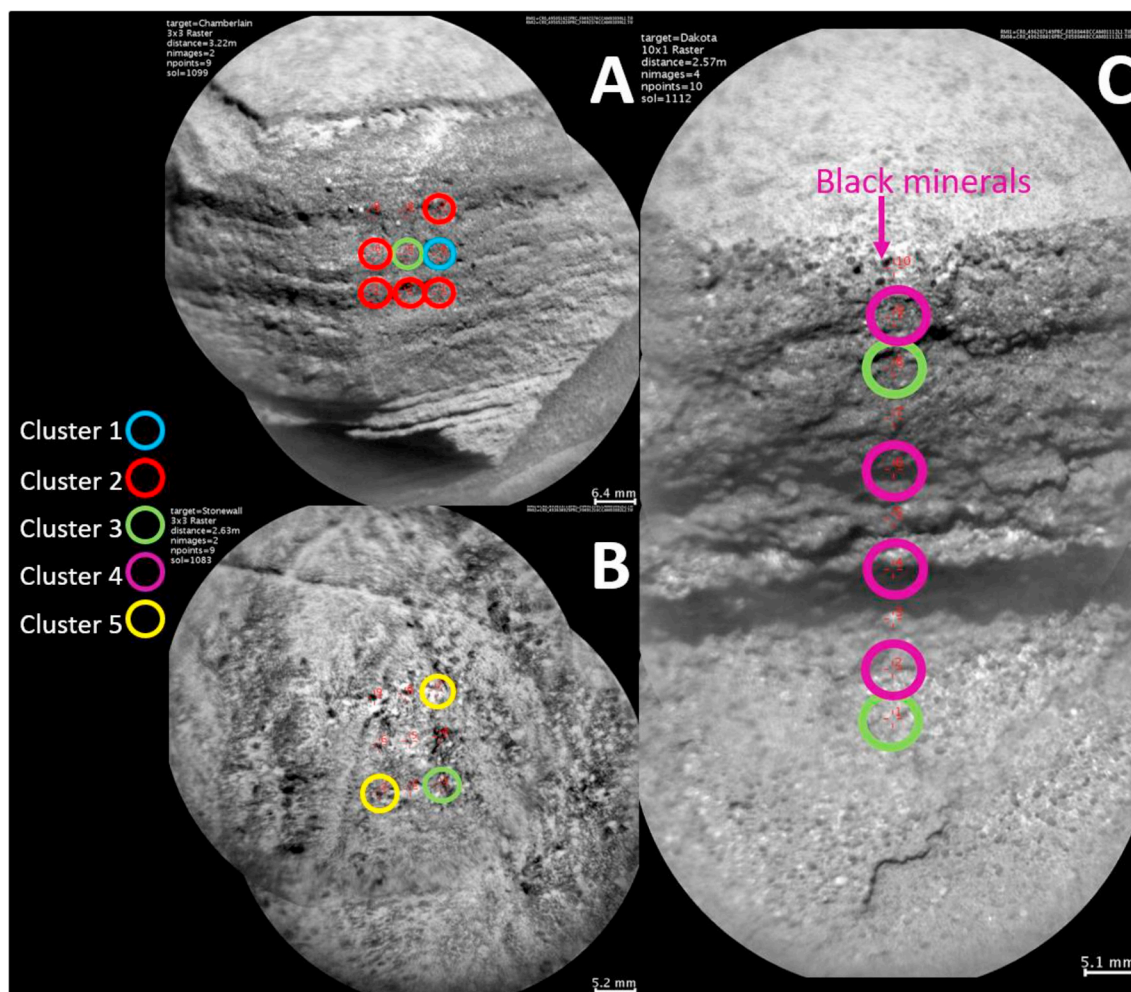 target=Chamberlain
3x3 Raster
distance=3.22m
nimages=2
npoints=9
sol=1099
A
6.4 mm
Cluster 1
Cluster 2
Cluster 3
Cluster 4
Cluster 5
target=Stonewall
3x3 Raster
distance=2.63m
nimages=2
npoints=9
sol=1083
B
5.2 mm
target=Dakota
10x1 Raster
distance=2.57m
nimages=4
npoints=10
sol=1112
C
Black minerals
10
5.1 mm